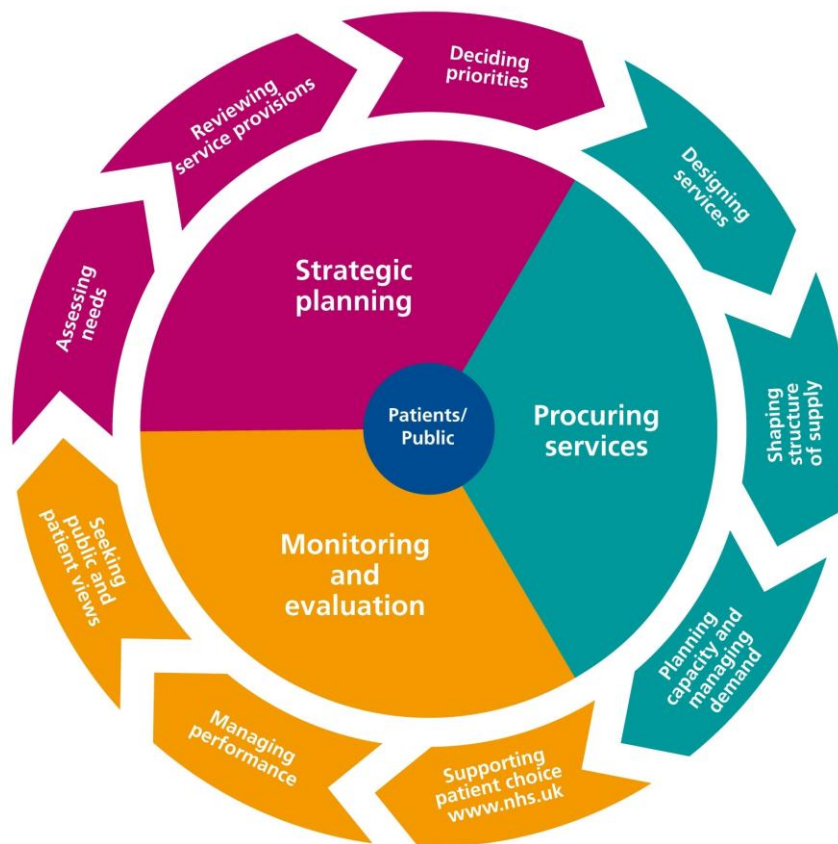 Deciding
priorities
Designing
services
Shaping
structure
of supply
Planning
capacity and
managing
demand
Supporting
patient choice
www.nhs.uk
Managing
performance
Seeking
public and
patient views
Assessing
needs
Reviewing
service provisions
Strategic
planning
Procuring
services
Monitoring
and
evaluation
Patients/
Public